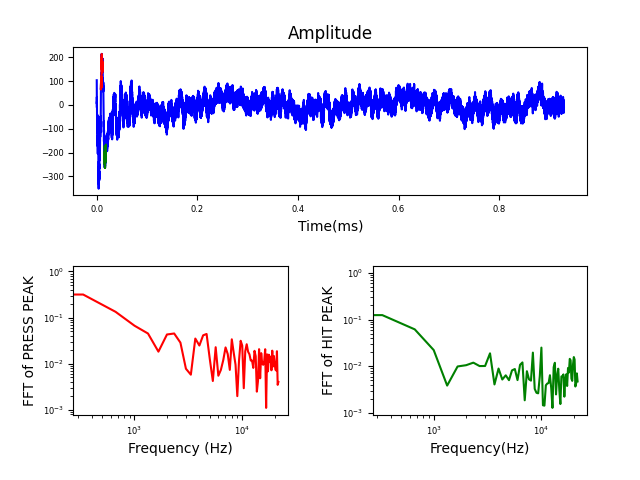 Amplitude
200
100
0
−100
−200
−300
0.0 0.2 0.4 0.6 0.8
Time(ms)
FFT of PRESS PEAK
10⁰
10⁻¹
10⁻²
10⁻³
10³ 10⁴
Frequency (Hz)
FFT of HIT PEAK
10⁰
10⁻¹
10⁻²
10⁻³
10³ 10⁴
Frequency(Hz)